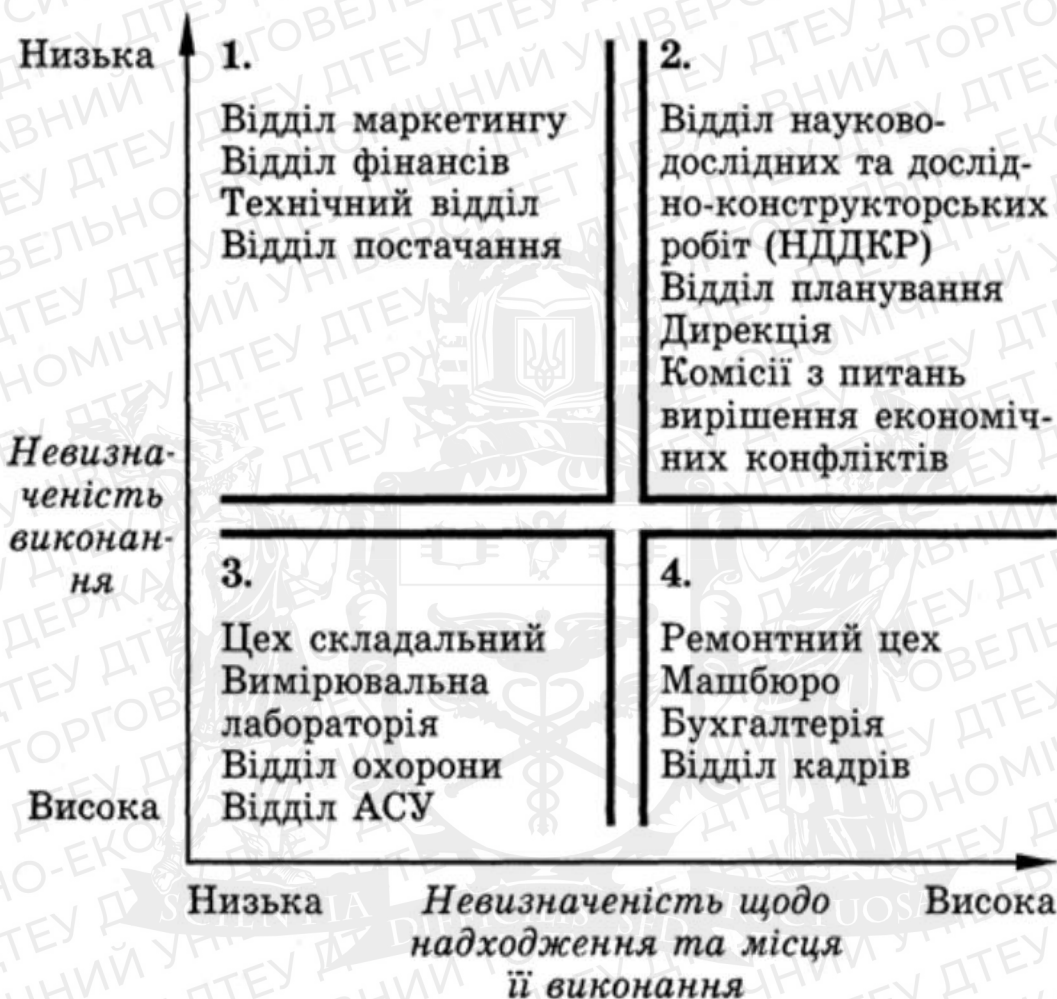 Низька
1.
Відділ маркетингу
Відділ фінансів
Технічний відділ
Відділ постачання
2.
Відділ науково-
дослідних та дослід-
но-конструкторських
робіт (НДДКР)
Відділ планування
Дирекція
Комісії з питань
вирішення економіч-
них конфліктів
Невизна-
ченість
виконан-
ня
3.
Цех складальний
Вимірювальна
лабораторія
Відділ охорони
Відділ АСУ
4.
Ремонтний цех
Машбюро
Бухгалтерія
Відділ кадрів
Висока
Низька
Невизначеність щодо
надходження та місця
її виконання
Висока